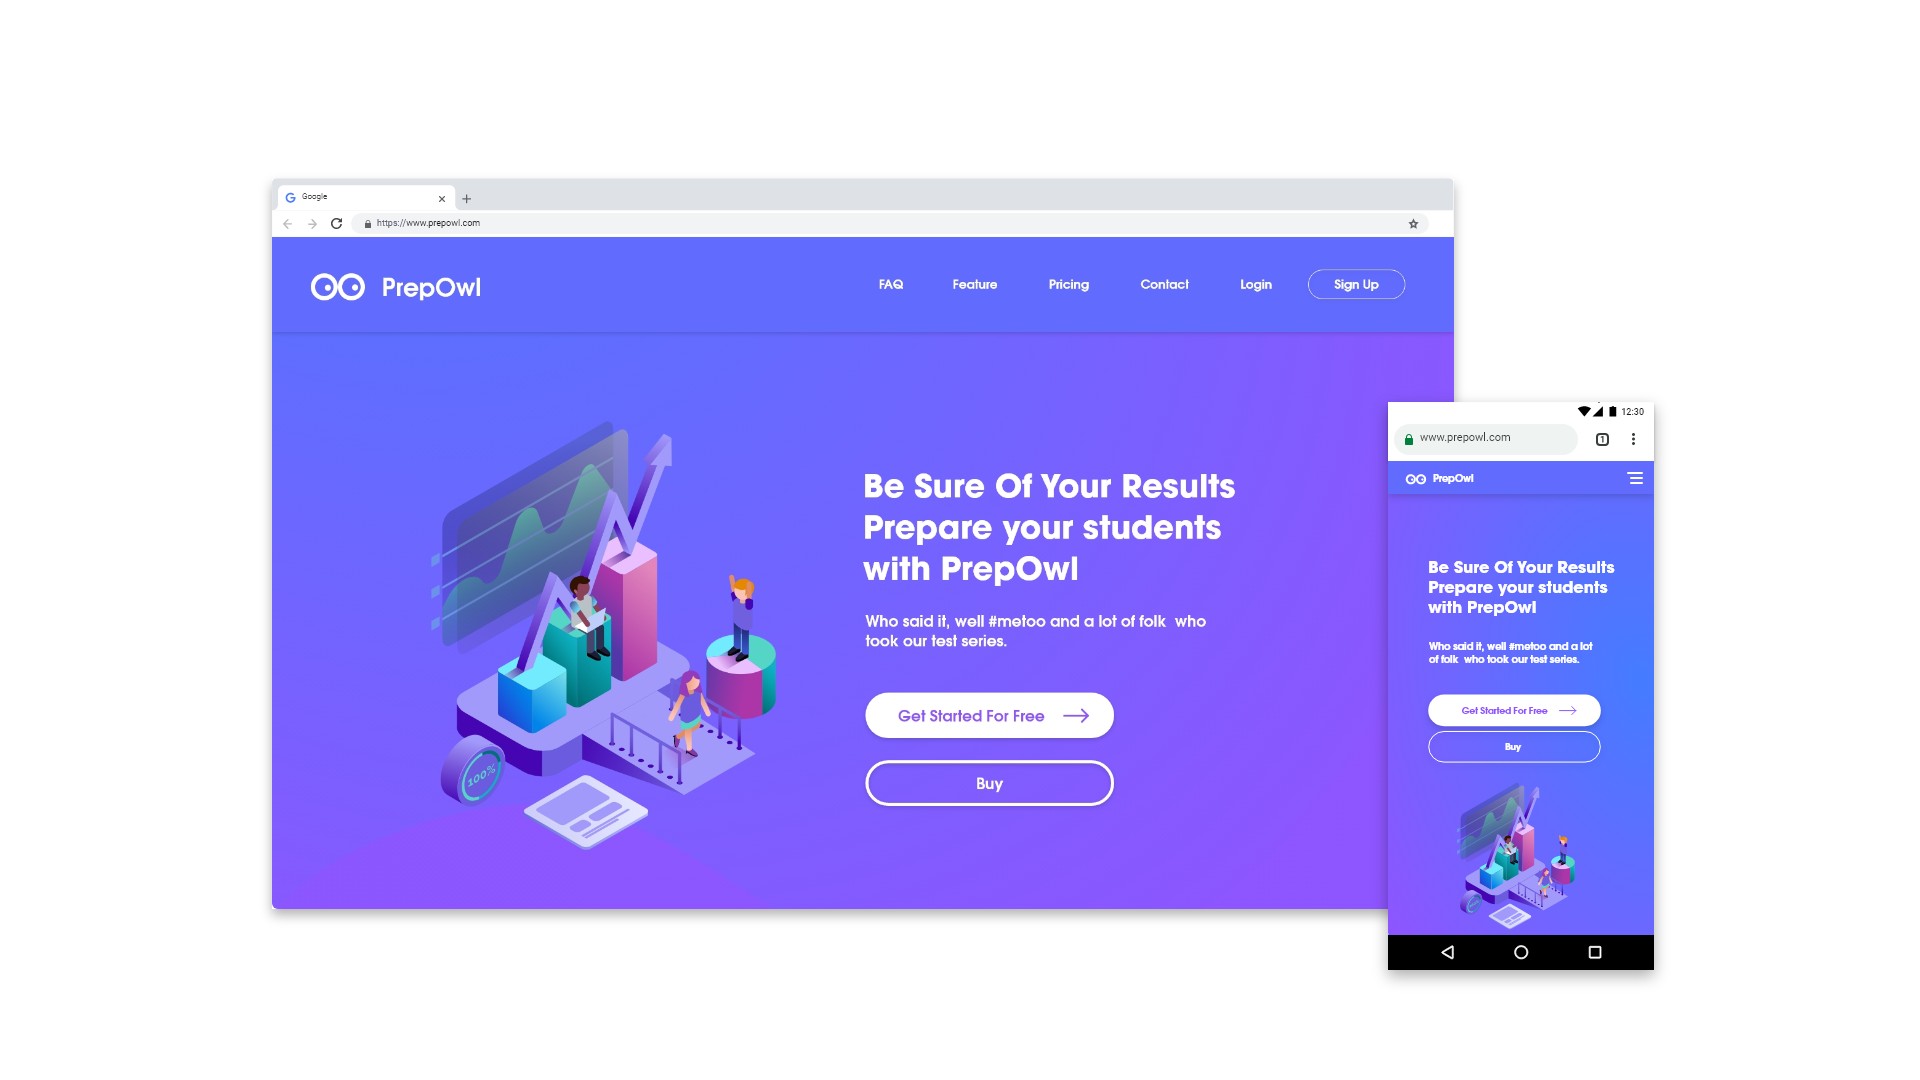 Google
https://www.prepowl.com
PrepOwl
FAQ Feature Pricing Contact Login Sign Up
Be Sure Of Your Results
Prepare your students
with PrepOwl
Who said it, well #metoo and a lot of folk  who
took our test series.
Get Started For Free
Buy
100%
12:30
www.prepowl.com
1
PrepOwl
Be Sure Of Your Results
Prepare your students
with PrepOwl
Who said it, well #metoo and a lot
of folk  who took our test series.
Get Started For Free
Buy